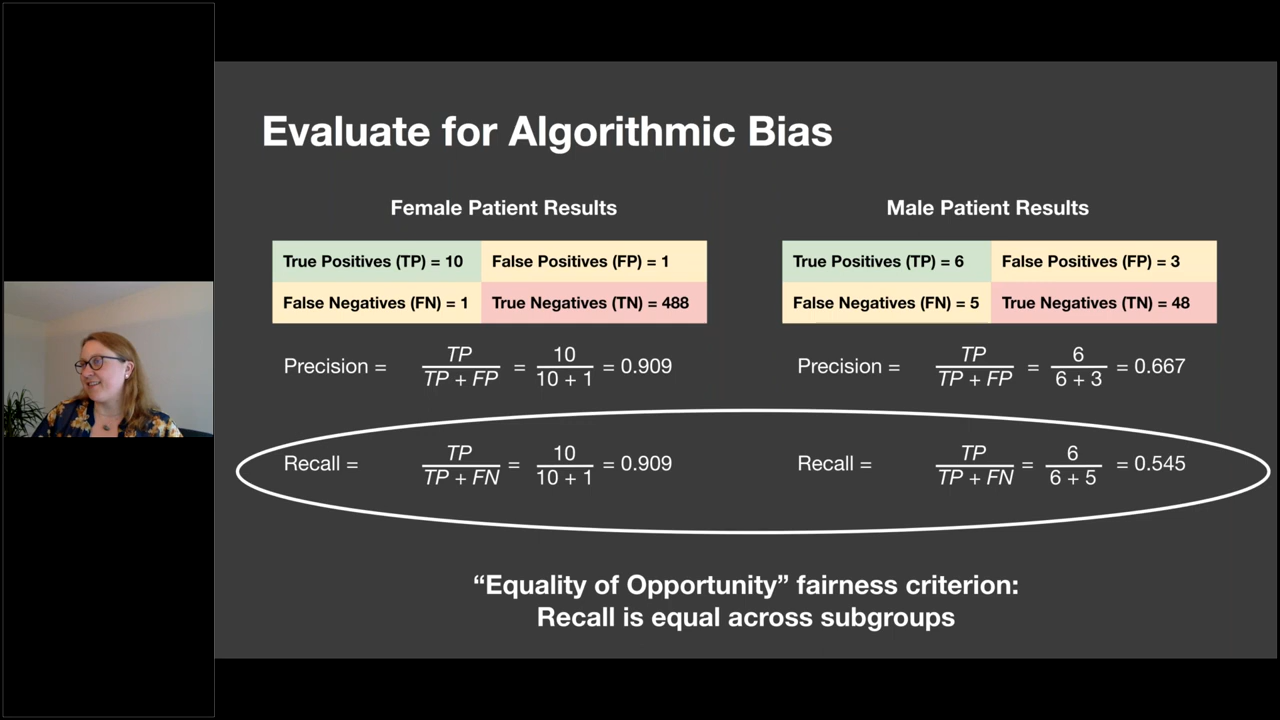 Evaluate for Algorithmic Bias
Female Patient Results
True Positives (TP) = 10 False Positives (FP) = 1
False Negatives (FN) = 1 True Negatives (TN) = 488
Precision = TP / TP + FP = 10 / 10 + 1 = 0.909
Recall = TP / TP + FN = 10 / 10 + 1 = 0.909
Male Patient Results
True Positives (TP) = 6 False Positives (FP) = 3
False Negatives (FN) = 5 True Negatives (TN) = 48
Precision = TP / TP + FP = 6 / 6 + 3 = 0.667
Recall = TP / TP + FN = 6 / 6 + 5 = 0.545
“Equality of Opportunity” fairness criterion:
Recall is equal across subgroups